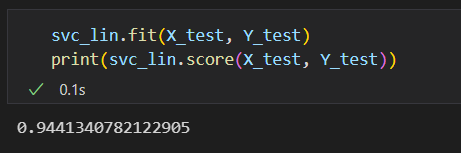 svc_lin.fit(X_test, Y_test)
print(svc_lin.score(X_test, Y_test))
✓ 0.1s
0.9441340782122905